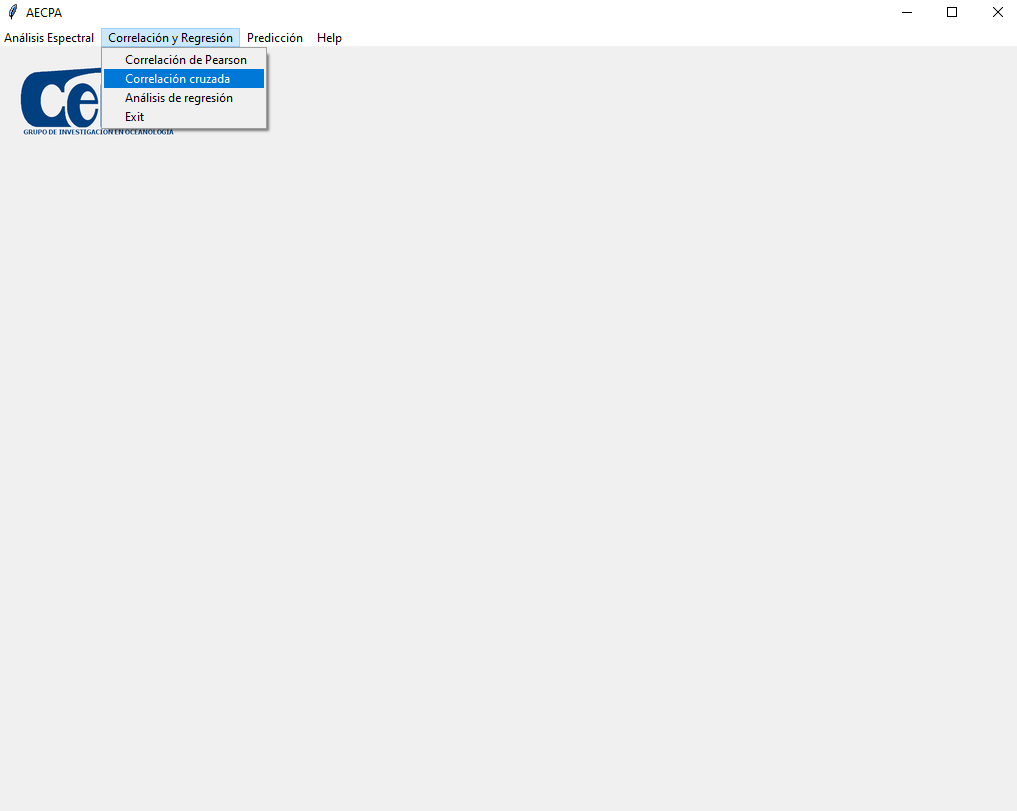 AECPA
Análisis Espectral Correlación y Regresión Predicción Help
Correlación de Pearson
Correlación cruzada
Análisis de regresión
Exit
Ce
GRUPO DE INVESTIGACIÓN EN OCEANOLOGÍA